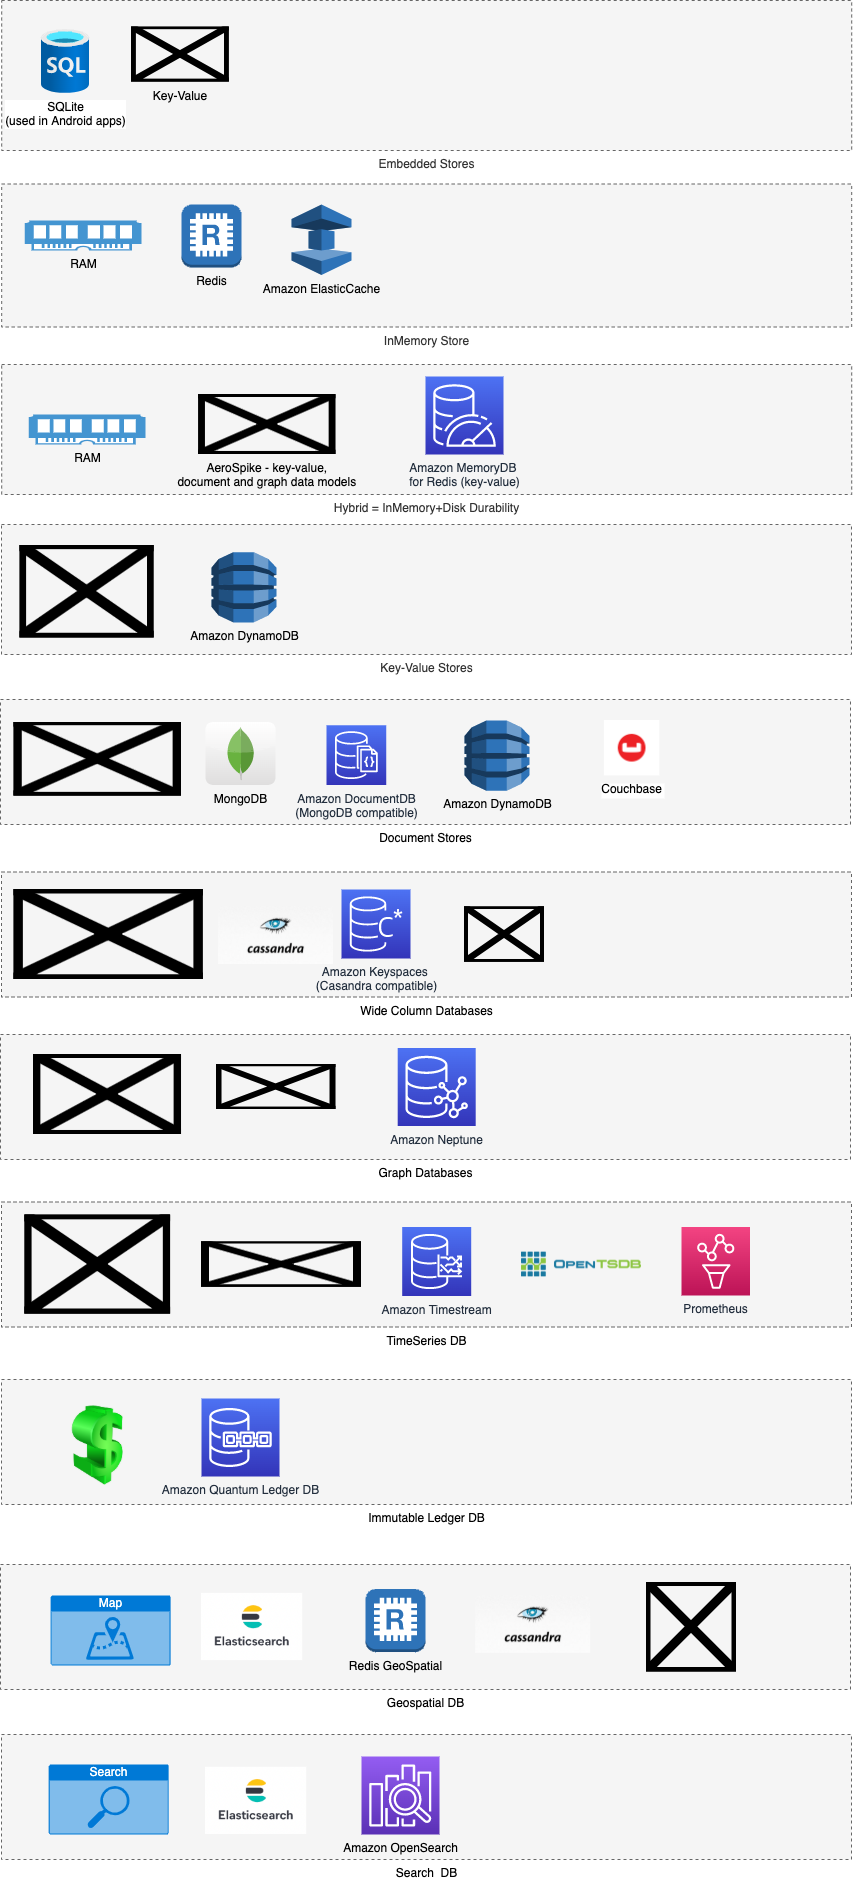 SQL
SQLite
(used in Android apps)
Key-Value
Embedded Stores
RAM
R
Redis
Amazon ElasticCache
InMemory Store
RAM
AeroSpike - key-value,
document and graph data models
Amazon MemoryDB
for Redis (key-value)
Hybrid = InMemory+Disk Durability
Amazon DynamoDB
Key-Value Stores
MongoDB
{}
Amazon DocumentDB
(MongoDB compatible)
Amazon DynamoDB
Couchbase
Document Stores
cassandra
C*
Amazon Keyspaces
(Casandra compatible)
Wide Column Databases
Amazon Neptune
Graph Databases
Amazon Timestream
OPENTSDB
Prometheus
TimeSeries DB
$
Amazon Quantum Ledger DB
Immutable Ledger DB
Map
Elasticsearch
R
Redis GeoSpatial
cassandra
Geospatial DB
Search
Elasticsearch
Amazon OpenSearch
Search DB